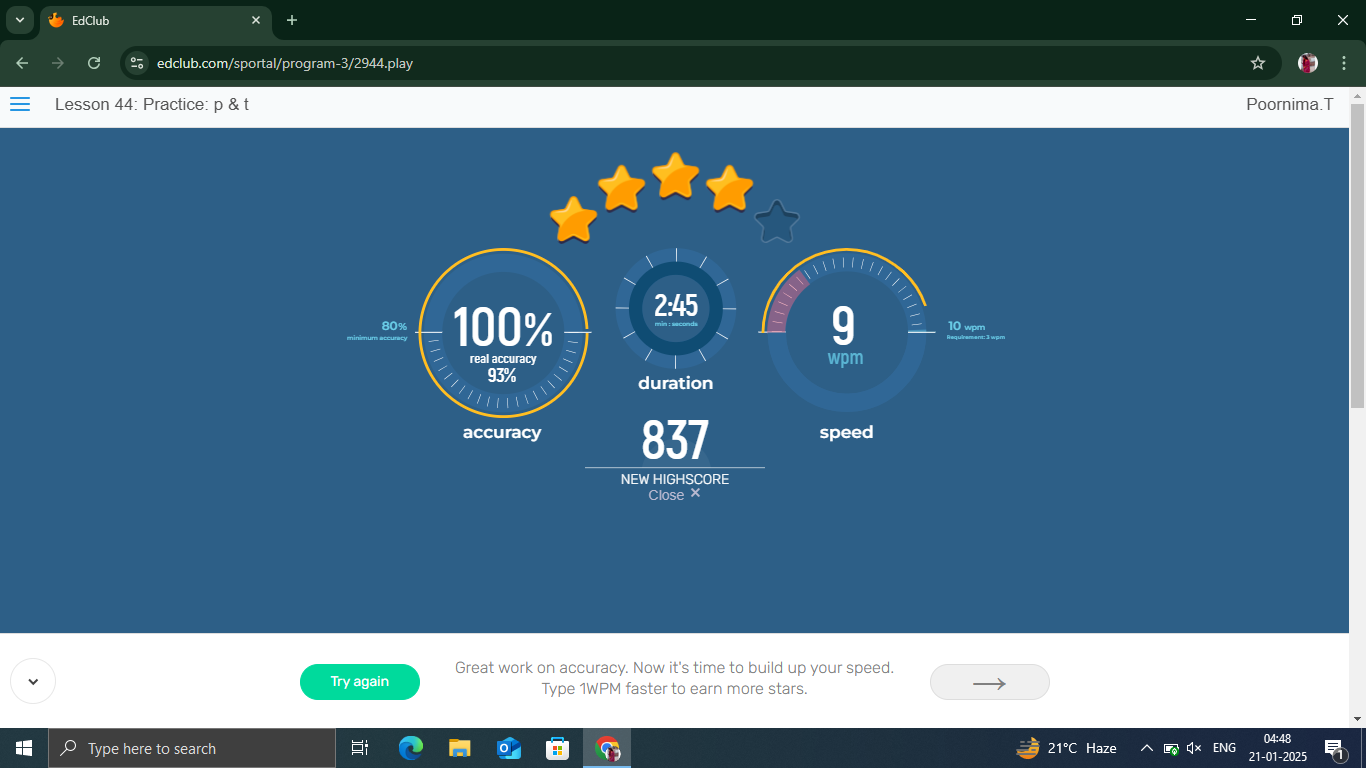 EdClub
edclub.com/sportal/program-3/2944.play
Lesson 44: Practice: p & t
Poornima.T
80%
minimum accuracy
100%
real accuracy
93%
accuracy
2:45
min : seconds
duration
9
wpm
speed
10 wpm
Requirement: 3 wpm
837
NEW HIGHSCORE
Close ×
Try again
Great work on accuracy. Now it's time to build up your speed.
Type 1WPM faster to earn more stars.
Type here to search
21°C Haze
ENG
04:48
21-01-2025
1